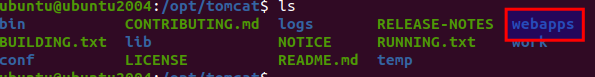 ubuntu@ubuntu2004:/opt/tomcat$ ls
bin CONTRIBUTING.md logs RELEASE-NOTES webapps
BUILDING.txt lib NOTICE RUNNING.txt work
conf LICENSE README.md temp
ubuntu@ubuntu2004:/opt/tomcat$